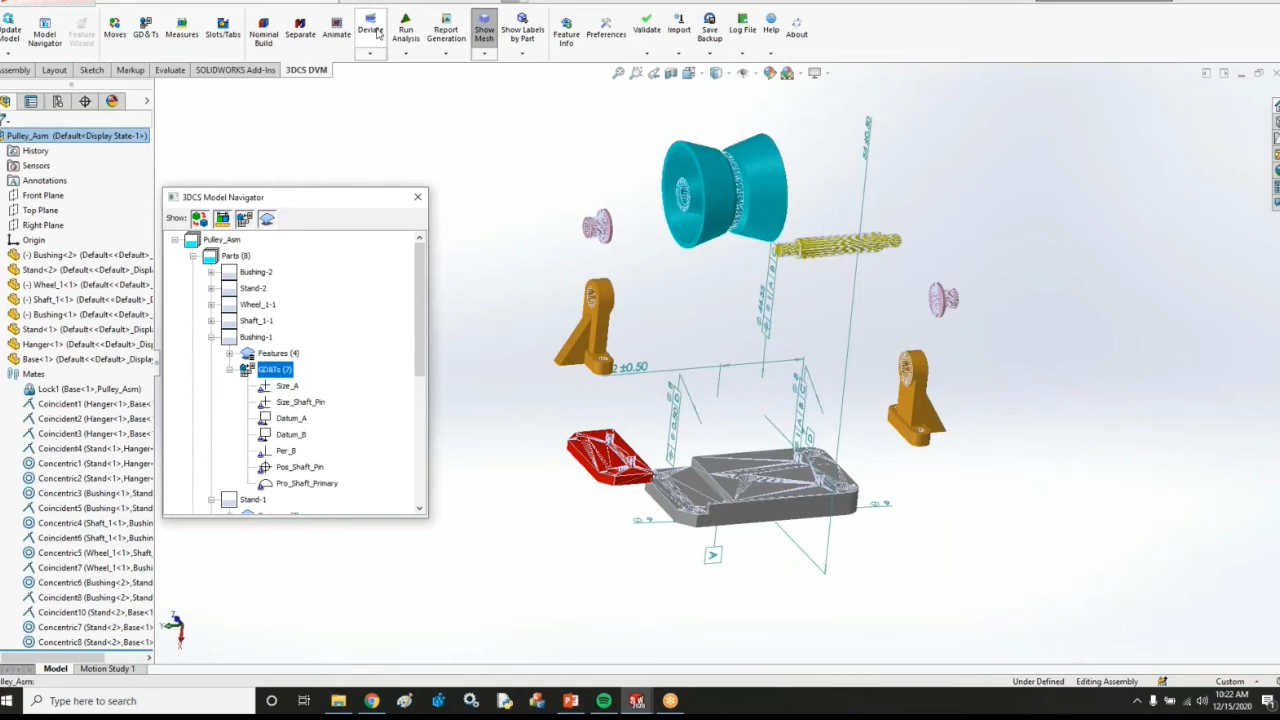 Update Model
Model Navigator
Feature Wizard
Moves
GD&Ts
Measures
Slots/Tabs
Nominal Build
Separate
Animate
Deviate
Run Analysis
Report Generation
Show Mesh
Show Labels by Part
Feature Info
Preferences
Validate
Import
Save Backup
Log File
Help
About
Assembly
Layout
Sketch
Markup
Evaluate
SOLIDWORKS Add-Ins
3DCS DVM
Pulley_Asm (Default<Display State-1>)
History
Sensors
Annotations
Front Plane
Top Plane
Right Plane
Origin
(-) Bushing<2> (Default<Default>_
Stand<2> (Default<<Default>_Displ
(-) Wheel_1<1> (Default<<Default>
(-) Shaft_1<1> (Default<<Default>_
(-) Bushing<1> (Default<<Default>
Stand<1> (Default<<Default>_Displ
Hanger<1> (Default<<Default>_Disp
Base<1> (Default<<Default>_Displa
Mates
Lock1 (Base<1>,Pulley_Asm)
Coincident1 (Hanger<1>,Base<
Coincident2 (Hanger<1>,Base<
Coincident3 (Hanger<1>,Base<
Coincident4 (Stand<1>,Hanger-
Concentric1 (Stand<1>,Hanger<
Concentric2 (Stand<1>,Hanger<
Concentric3 (Bushing<1>,Stand
Coincident5 (Bushing<1>,Stand
Concentric4 (Shaft_1<1>,Bushin
Coincident6 (Shaft_1<1>,Bushin
Concentric5 (Wheel_1<1>,Shaft_
Coincident7 (Wheel_1<1>,Shaft
Concentric6 (Bushing<2>,Shaft_
Coincident8 (Bushing<2>,Stand
Coincident10 (Stand<2>,Base<1
Concentric7 (Stand<2>,Base<1>
Concentric8 (Stand<2>,Base<1>
3DCS Model Navigator
Show:
Pulley_Asm
Parts (8)
Bushing-2
Stand-2
Wheel_1-1
Shaft_1-1
Bushing-1
Features (4)
GD&Ts (7)
Size_A
Size_Shaft_Pin
Datum_A
Datum_B
Per_B
Pos_Shaft_Pin
Pro_Shaft_Primary
Stand-1
2 ±0.50
A
Z
Y
X
Model
Motion Study 1
lley_Asm:
Under Defined
Editing Assembly
Custom
Type here to search
10:22 AM
12/15/2020